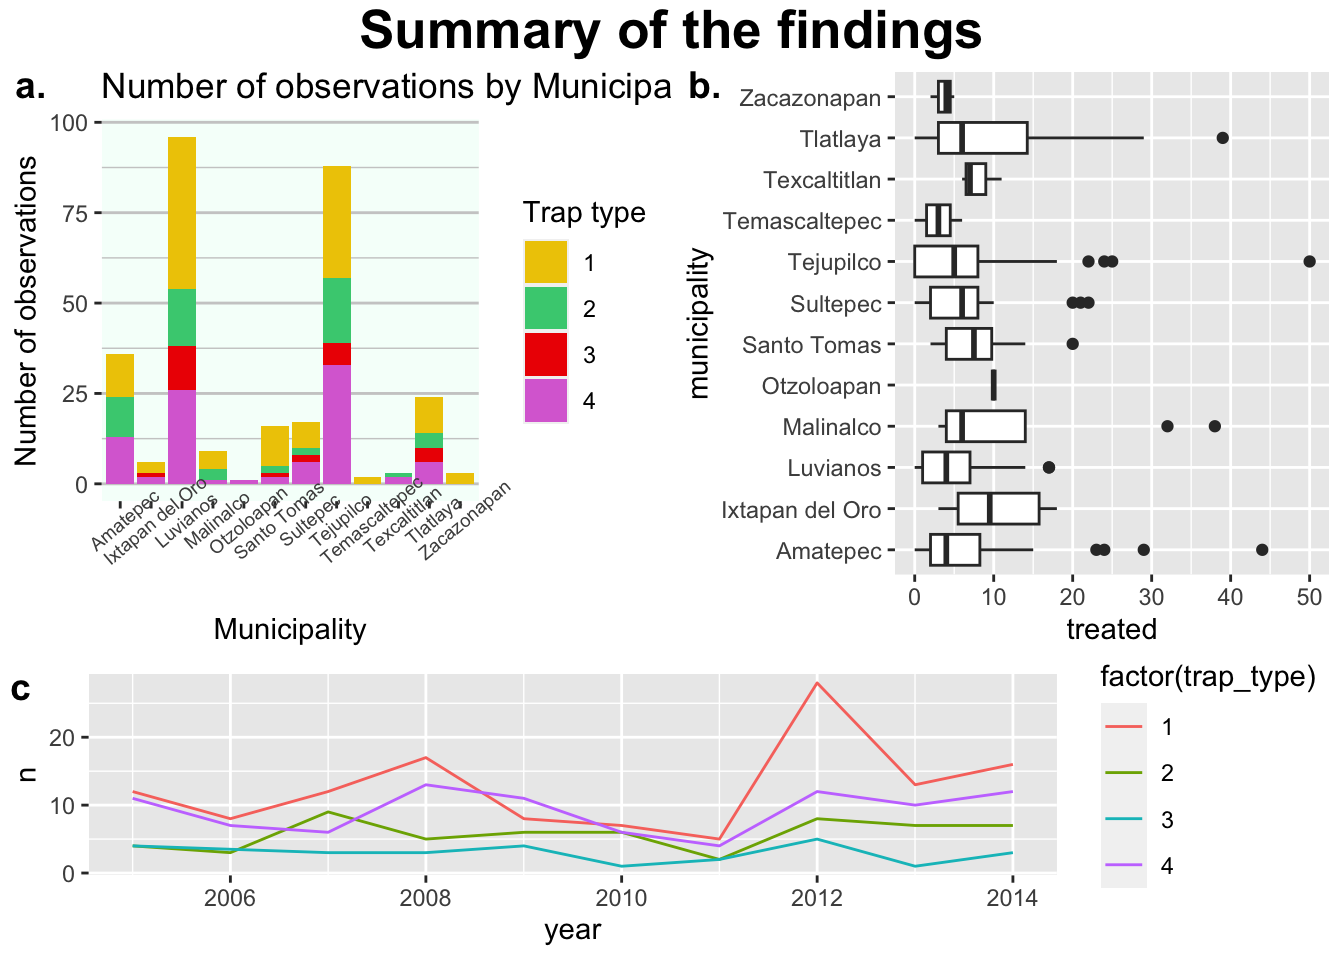 Summary of the findings
a.
Number of observations by Municipa
Number of observations
100
75
50
25
0
Amatepec
Ixtapan del Oro
Luvianos
Malinalco
Otzoloapan
Santo Tomas
Sultepec
Tejupilco
Temascaltepec
Texcaltitlan
Tlatlaya
Zacazonapan
Municipality
Trap type
1
2
3
4
b.
municipality
Zacazonapan
Tlatlaya
Texcaltitlan
Temascaltepec
Tejupilco
Sultepec
Santo Tomas
Otzoloapan
Malinalco
Luvianos
Ixtapan del Oro
Amatepec
0 10 20 30 40 50
treated
c
n
20
10
0
2006 2008 2010 2012 2014
year
factor(trap_type)
1
2
3
4